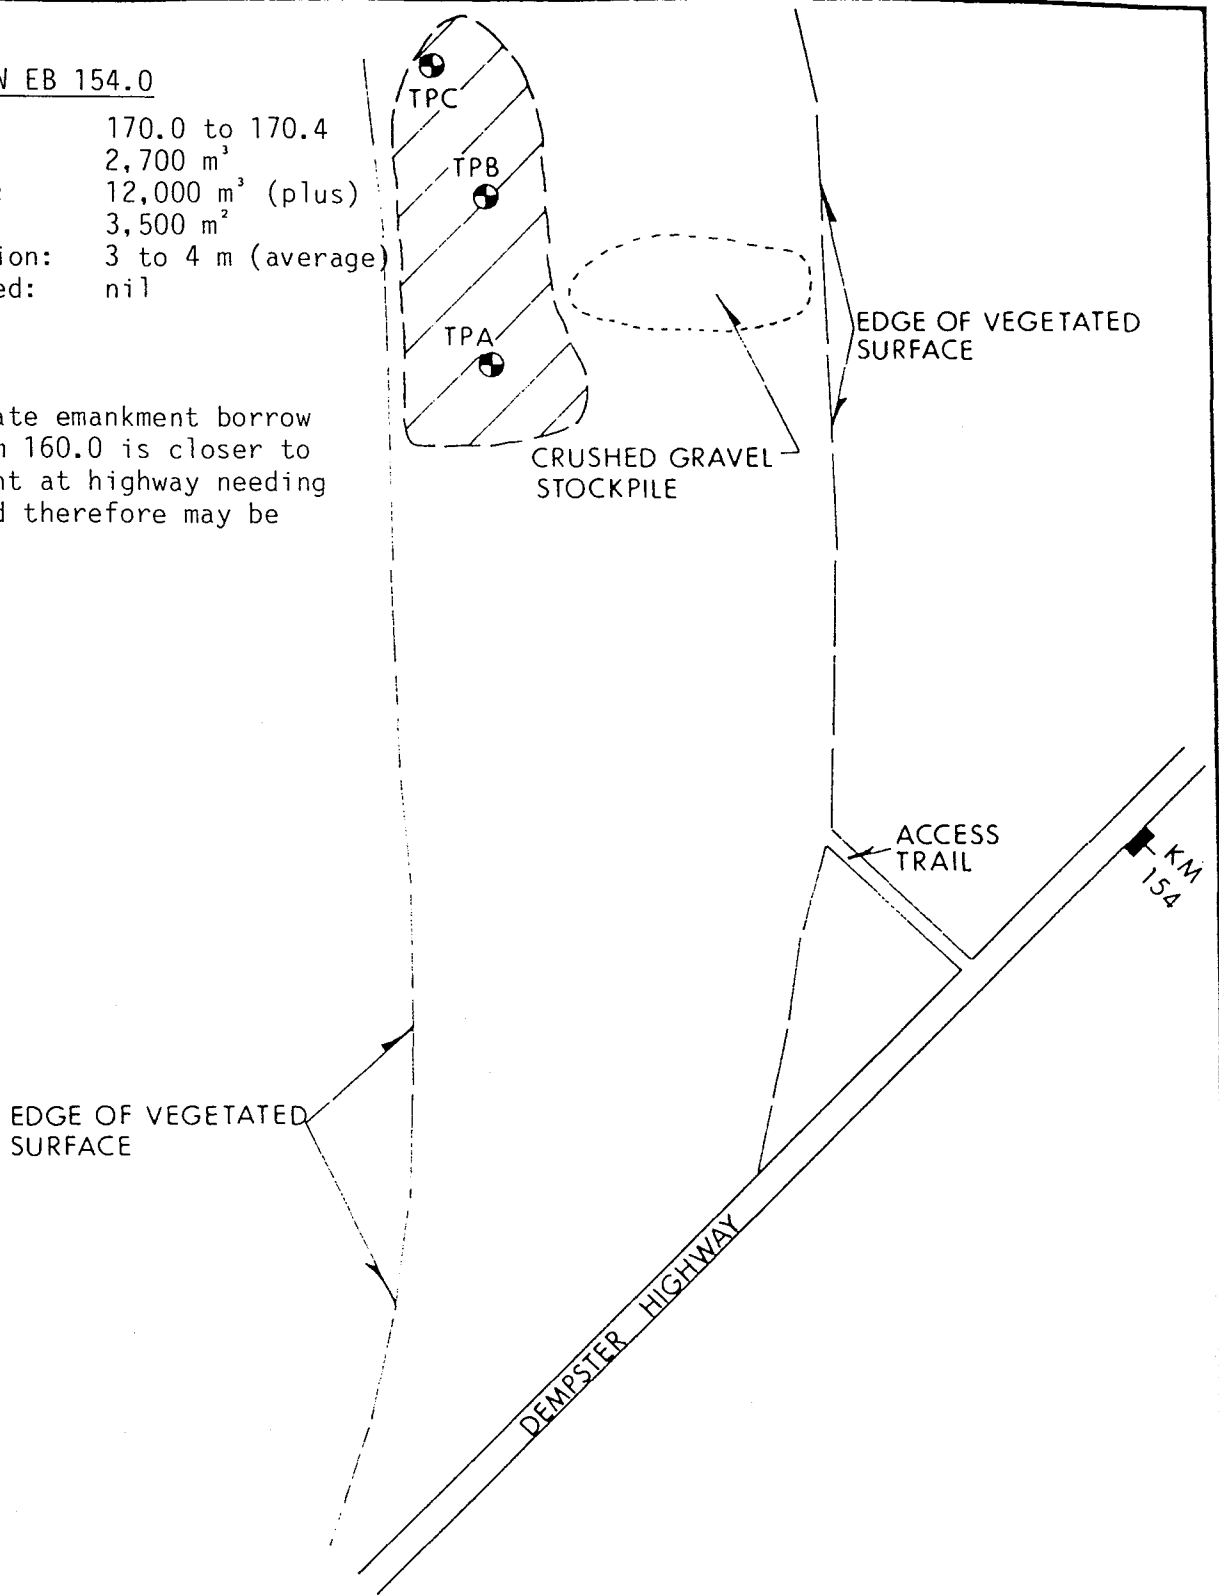 N EB 154.0
170.0 to 170.4
2,700 m³
: 12,000 m³ (plus)
3,500 m²
ion: 3 to 4 m (average)
ed: nil
ate emankment borrow
m 160.0 is closer to
nt at highway needing
d therefore may be
TPC
TPB
TPA
CRUSHED GRAVEL
STOCKPILE
EDGE OF VEGETATED
SURFACE
ACCESS
TRAIL
KM
154
EDGE OF VEGETATED
SURFACE
DEMPSTER HIGHWAY